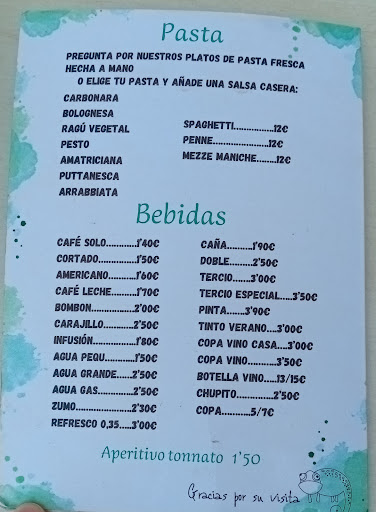 Pasta
PREGUNTA POR NUESTROS PLATOS DE PASTA FRESCA
HECHA A MANO
O ELIGE TU PASTA Y AÑADE UNA SALSA CASERA:
CARBONARA
BOLOGNESA
RAGÚ VEGETAL
PESTO
AMATRICIANA
PUTTANESCA
ARRABBIATA
SPAGHETTI................12€
PENNE......................12€
MEZZE MANICHE........12€
Bebidas
CAFÉ SOLO............1'40€
CORTADO..............1'50€
AMERICANO..........1'60€
CAFÉ LECHE..........1'70€
BOMBON...............2'00€
CARAJILLO...........2'50€
INFUSIÓN..............1'80€
AGUA PEQU..........1'50€
AGUA GRANDE.....2'50€
AGUA GAS............2'50€
ZUMO....................2'30€
REFRESCO 0,35....3'00€
CAÑA..........1'90€
DOBLE.........2'50€
TERCIO........3'00€
TERCIO ESPECIAL.....3'50€
PINTA.......3'90€
TINTO VERANO....3'00€
COPA VINO CASA....3'00€
COPA VINO..........3'50€
BOTELLA VINO....13/15€
CHUPITO..............2'50€
COPA..........5/7€
Aperitivo tonnato 1'50
Gracias por su visita